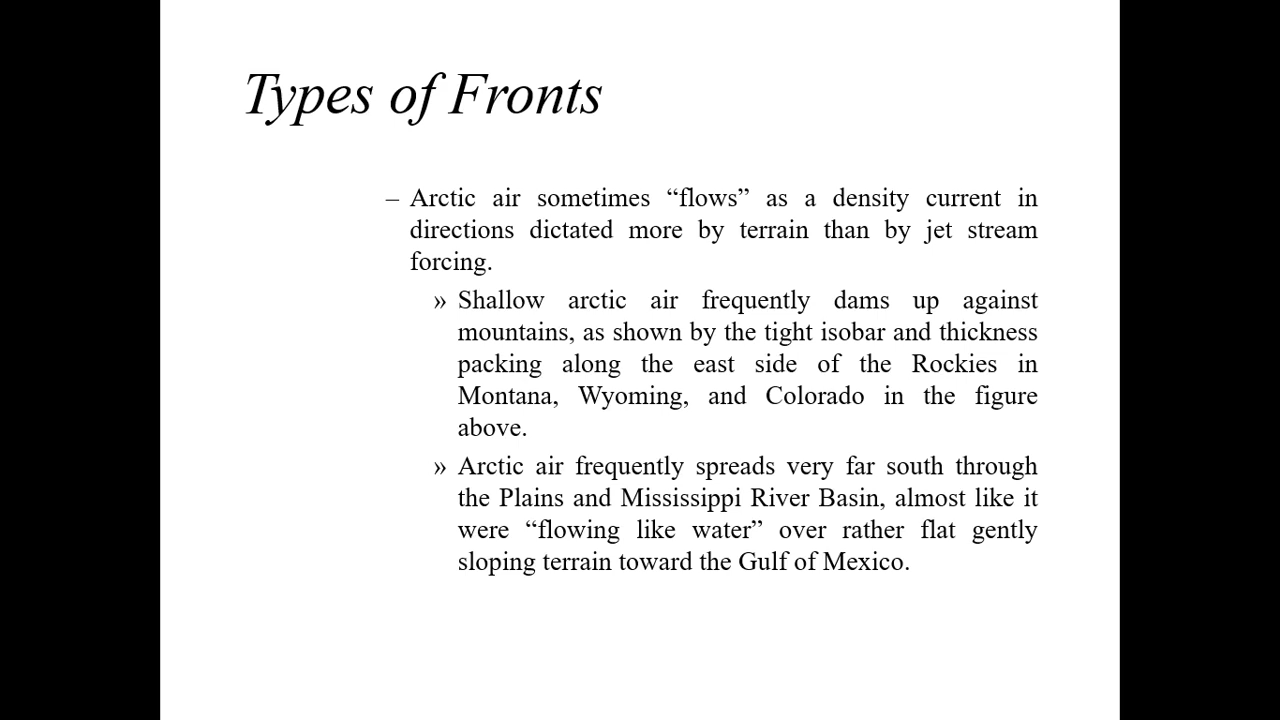 Types of Fronts
– Arctic air sometimes “flows” as a density current in
directions dictated more by terrain than by jet stream
forcing.
» Shallow arctic air frequently dams up against
mountains, as shown by the tight isobar and thickness
packing along the east side of the Rockies in
Montana, Wyoming, and Colorado in the figure
above.
» Arctic air frequently spreads very far south through
the Plains and Mississippi River Basin, almost like it
were “flowing like water” over rather flat gently
sloping terrain toward the Gulf of Mexico.